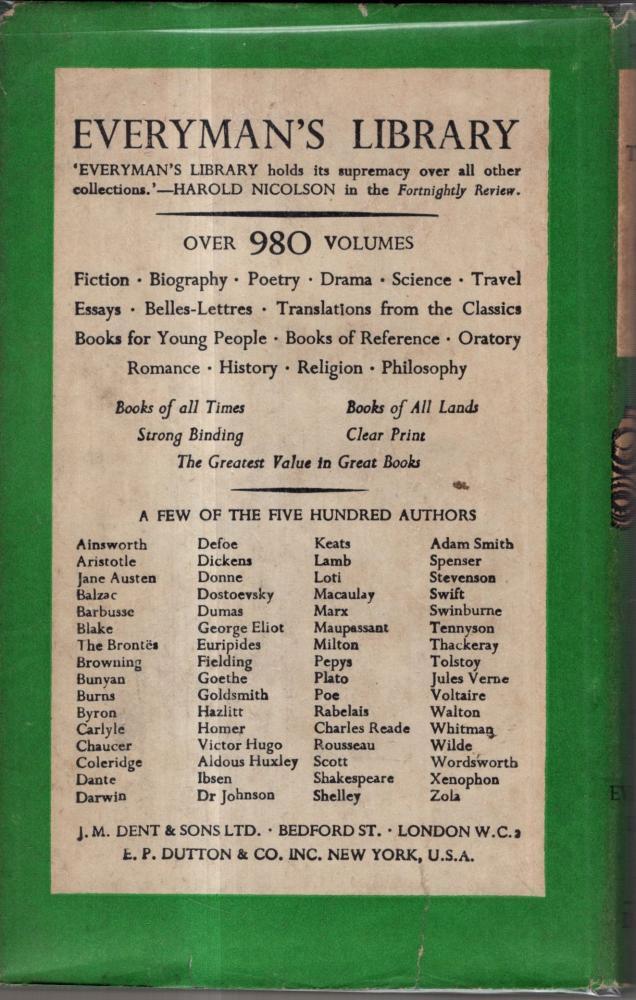 EVERYMAN'S LIBRARY
'EVERYMAN'S LIBRARY holds its supremacy over all other
collections.'—HAROLD NICOLSON in the Fortnightly Review.
OVER 980 VOLUMES
Fiction · Biography · Poetry · Drama · Science · Travel
Essays · Belles-Lettres · Translations from the Classics
Books for Young People · Books of Reference · Oratory
Romance · History · Religion · Philosophy
Books of all Times Books of All Lands
Strong Binding Clear Print
The Greatest Value in Great Books
A FEW OF THE FIVE HUNDRED AUTHORS
Ainsworth Defoe Keats Adam Smith
Aristotle Dickens Lamb Spenser
Jane Austen Donne Loti Stevenson
Balzac Dostoevsky Macaulay Swift
Barbusse Dumas Marx Swinburne
Blake George Eliot Maupassant Tennyson
The Brontës Euripides Milton Thackeray
Browning Fielding Pepys Tolstoy
Bunyan Goethe Plato Jules Verne
Burns Goldsmith Poe Voltaire
Byron Hazlitt Rabelais Walton
Carlyle Homer Charles Reade Whitman
Chaucer Victor Hugo Rousseau Wilde
Coleridge Aldous Huxley Scott Wordsworth
Dante Ibsen Shakespeare Xenophon
Darwin Dr Johnson Shelley Zola
J. M. DENT & SONS LTD. · BEDFORD ST. · LONDON W.C.2
E. P. DUTTON & CO. INC. NEW YORK, U.S.A.